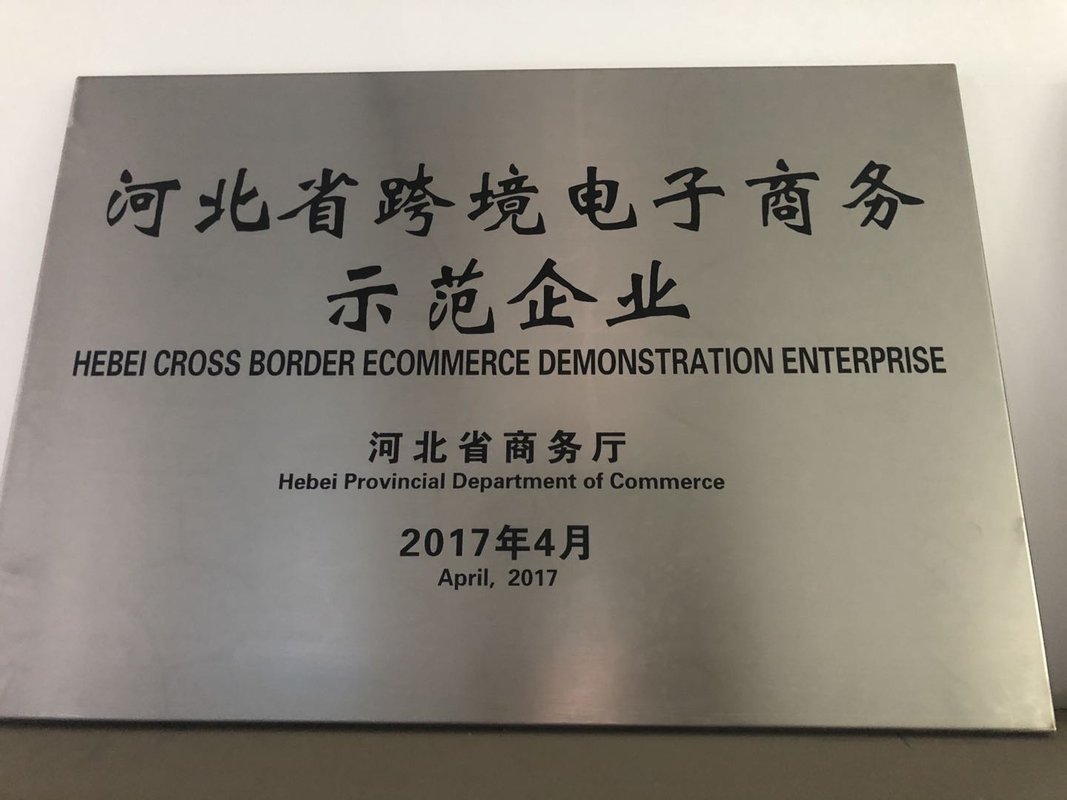 河北省跨境电子商务
示范企业
HEBEI CROSS BORDER ECOMMERCE DEMONSTRATION ENTERPRISE
河北省商务厅
Hebei Provincial Department of Commerce
2017年4月
April, 2017